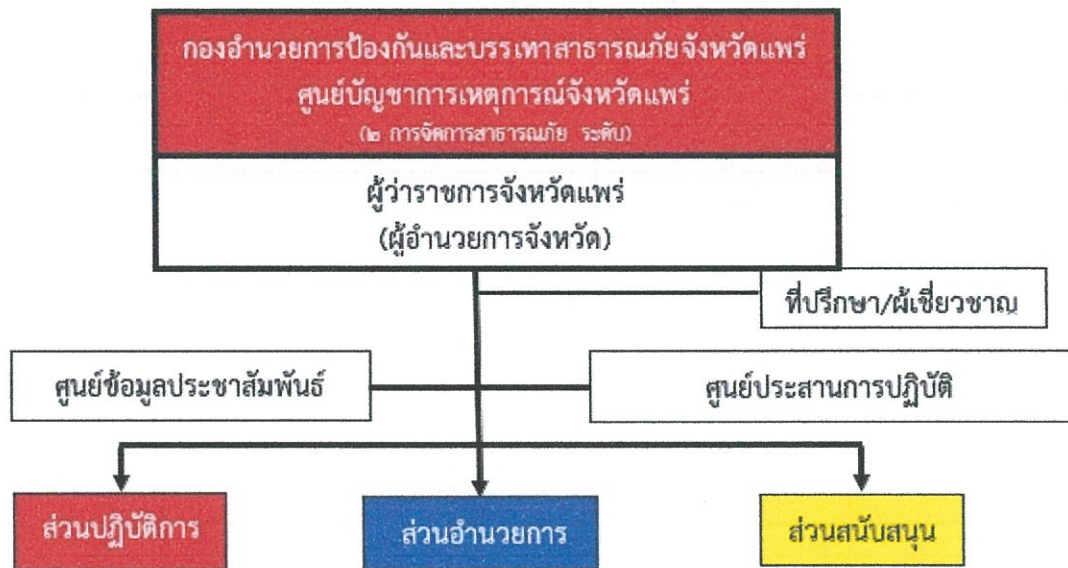 กองอำนวยการป้องกันและบรรเทาสาธารณภัยจังหวัดแพร่
ศูนย์บัญชาการเหตุการณ์จังหวัดแพร่
(๒ การจัดการสาธารณภัย ระดับ)
ผู้ว่าราชการจังหวัดแพร่
(ผู้อำนวยการจังหวัด)
ที่ปรึกษา/ผู้เชี่ยวชาญ
ศูนย์ข้อมูลประชาสัมพันธ์
ศูนย์ประสานการปฏิบัติ
ส่วนปฏิบัติการ
ส่วนอำนวยการ
ส่วนสนับสนุน